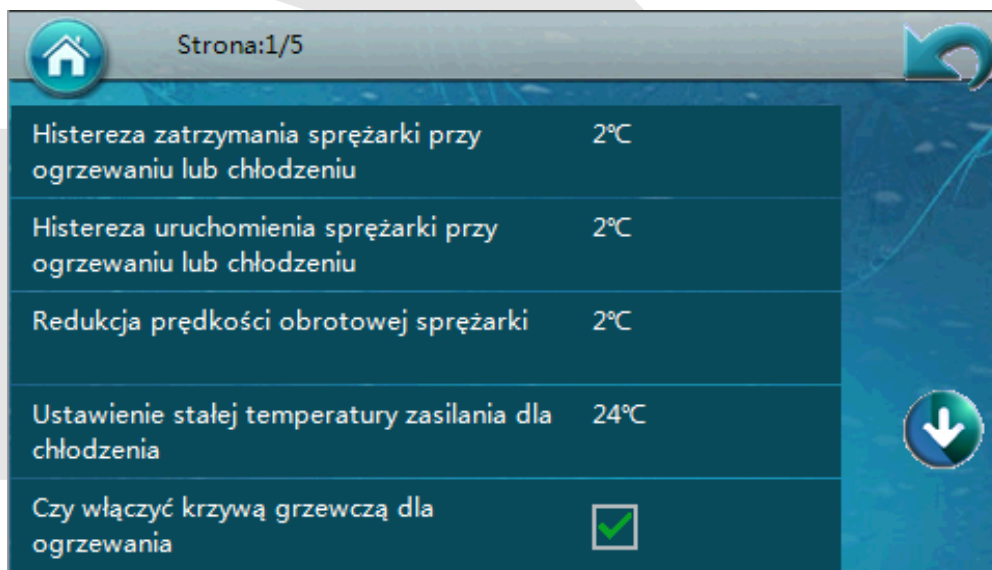 Strona:1/5
Histereza zatrzymania sprężarki przy
ogrzewaniu lub chłodzeniu
2℃
Histereza uruchomienia sprężarki przy
ogrzewaniu lub chłodzeniu
2℃
Redukcja prędkości obrotowej sprężarki
2℃
Ustawienie stałej temperatury zasilania dla
chłodzenia
24℃
Czy włączyć krzywą grzewczą dla
ogrzewania